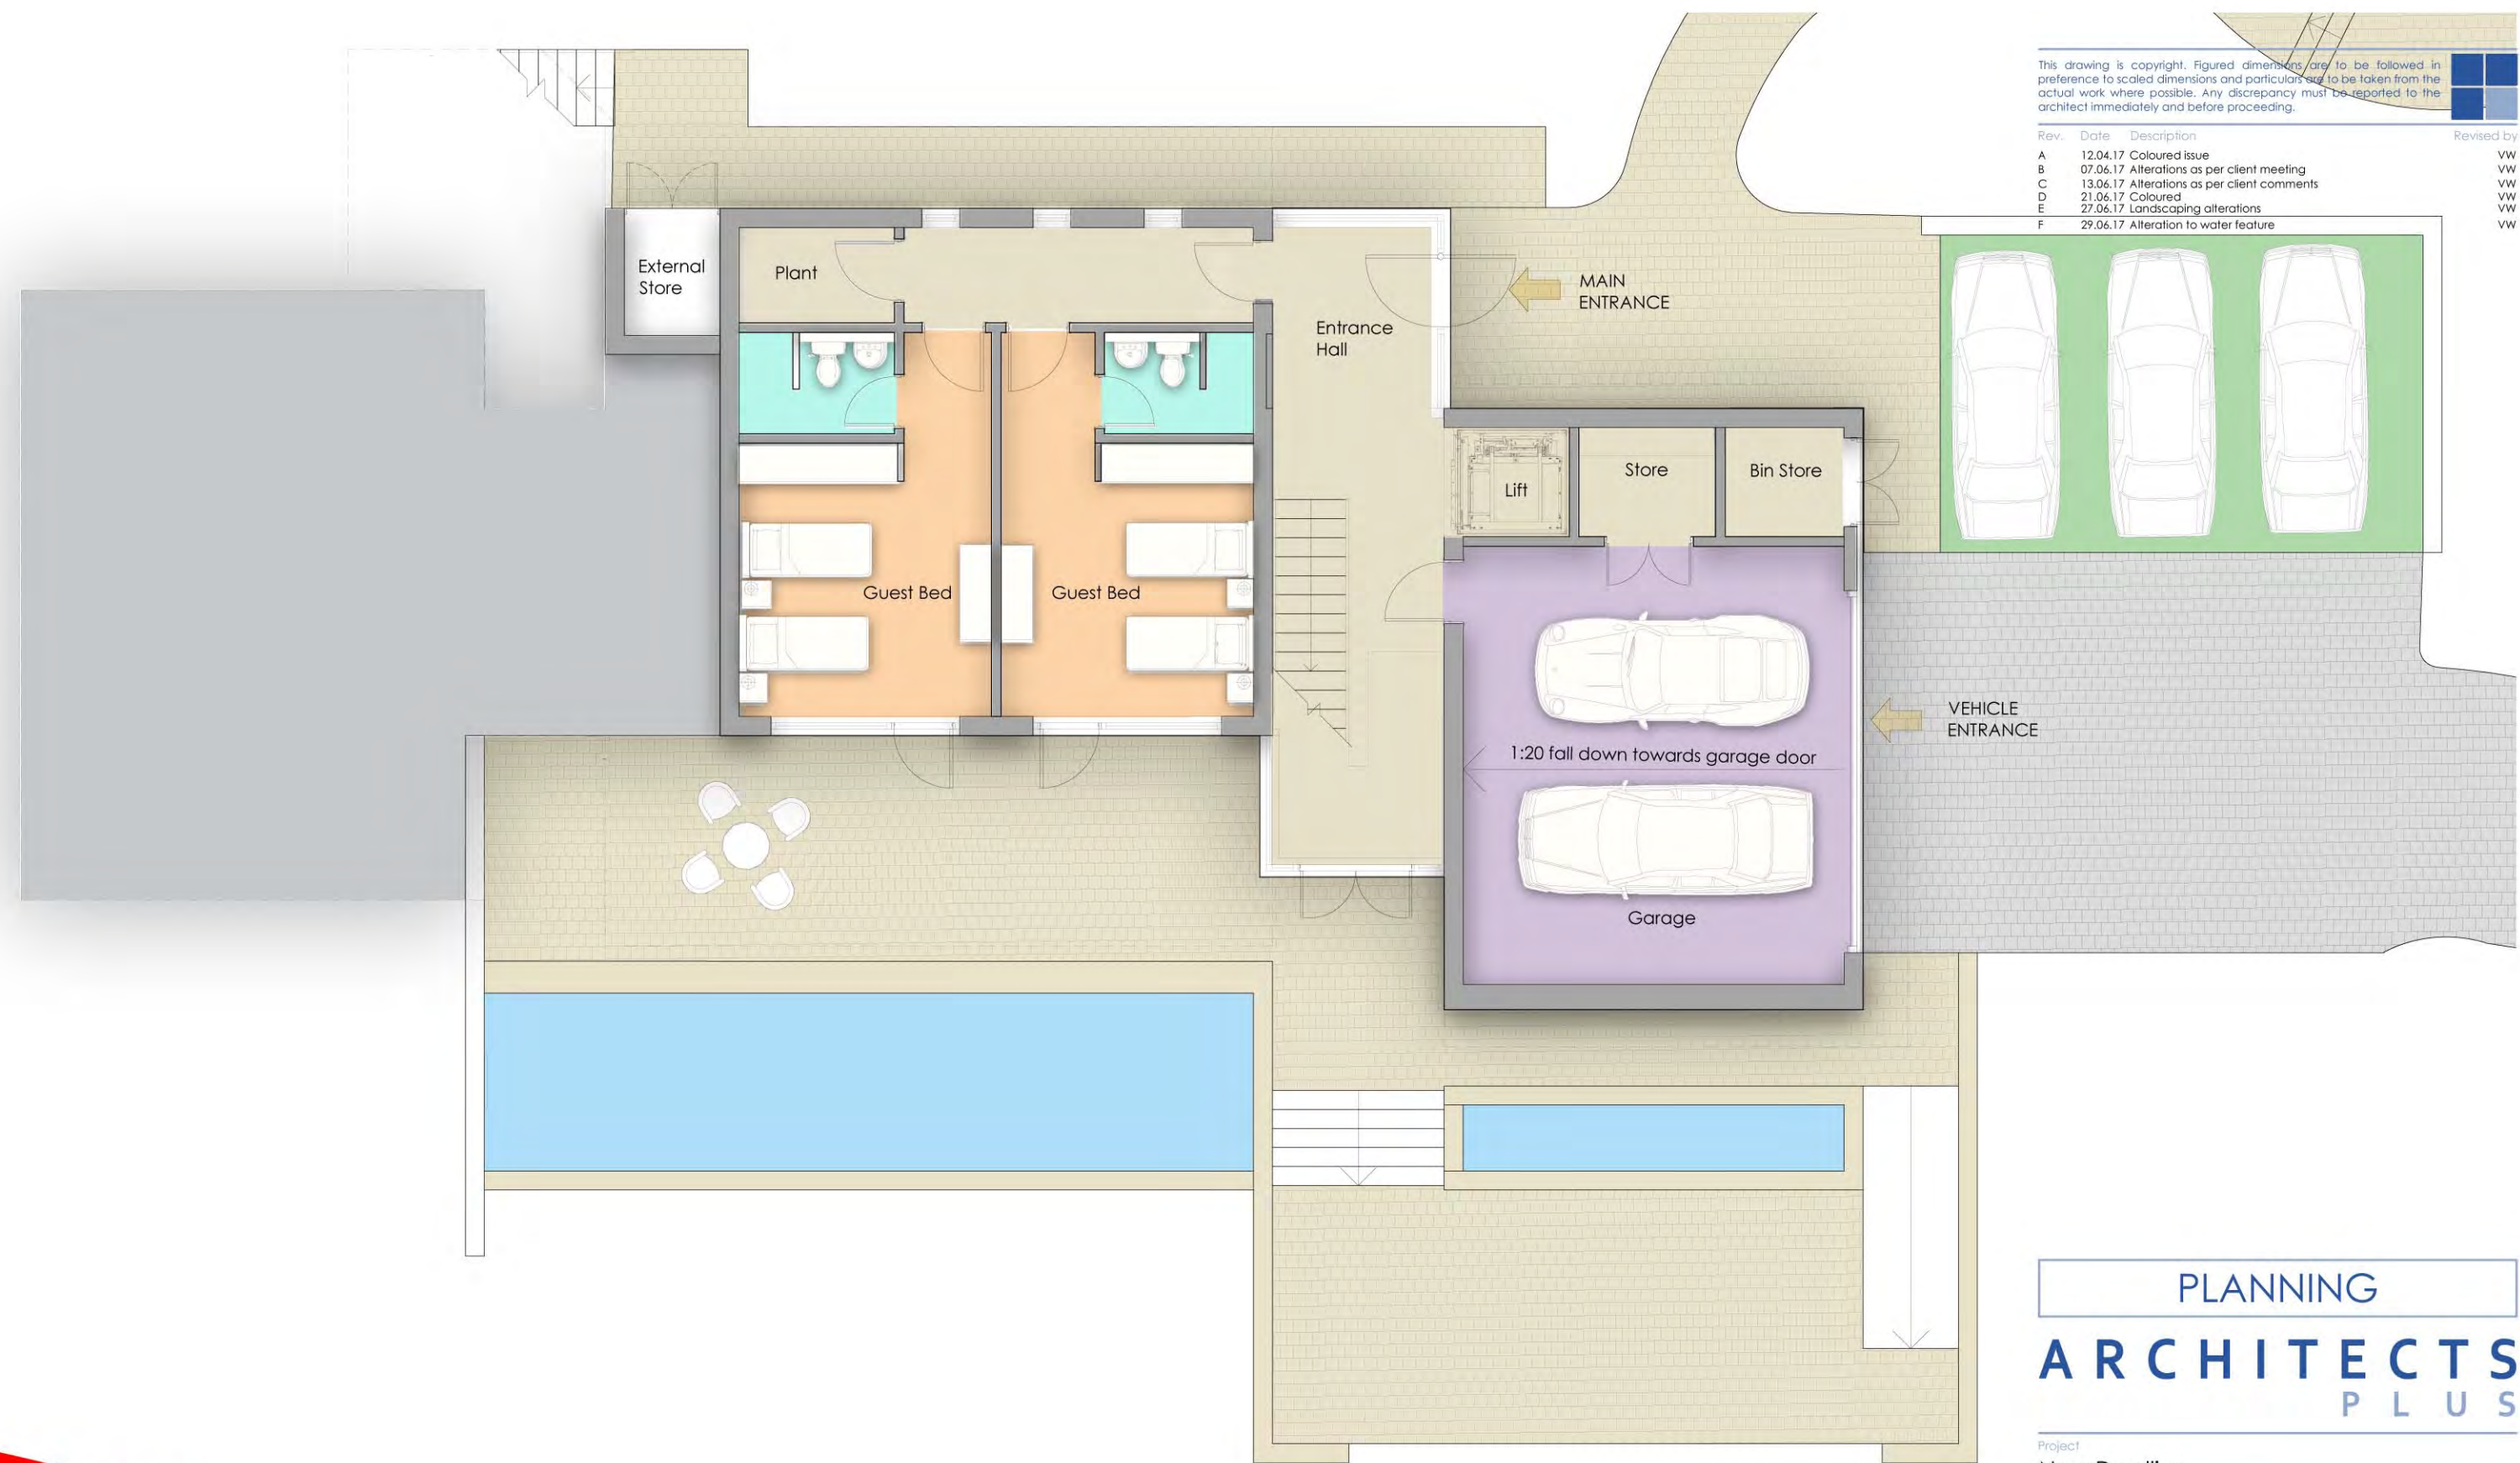 This drawing is copyright. Figured dimensions are to be followed in
preference to scaled dimensions and particulars are to be taken from the
actual work where possible. Any discrepancy must be reported to the
architect immediately and before proceeding.
Rev. Date Description Revised by
A 12.04.17 Coloured issue VW
B 07.06.17 Alterations as per client meeting VW
C 13.06.17 Alterations as per client comments VW
D 21.06.17 Coloured VW
E 27.06.17 Landscaping alterations VW
F 29.06.17 Alteration to water feature VW
External
Store
Plant
MAIN
ENTRANCE
Entrance
Hall
Lift
Store
Bin Store
Guest Bed
Guest Bed
VEHICLE
ENTRANCE
1:20 fall down towards garage door
Garage
PLANNING
ARCHITECTS
PLUS
Project